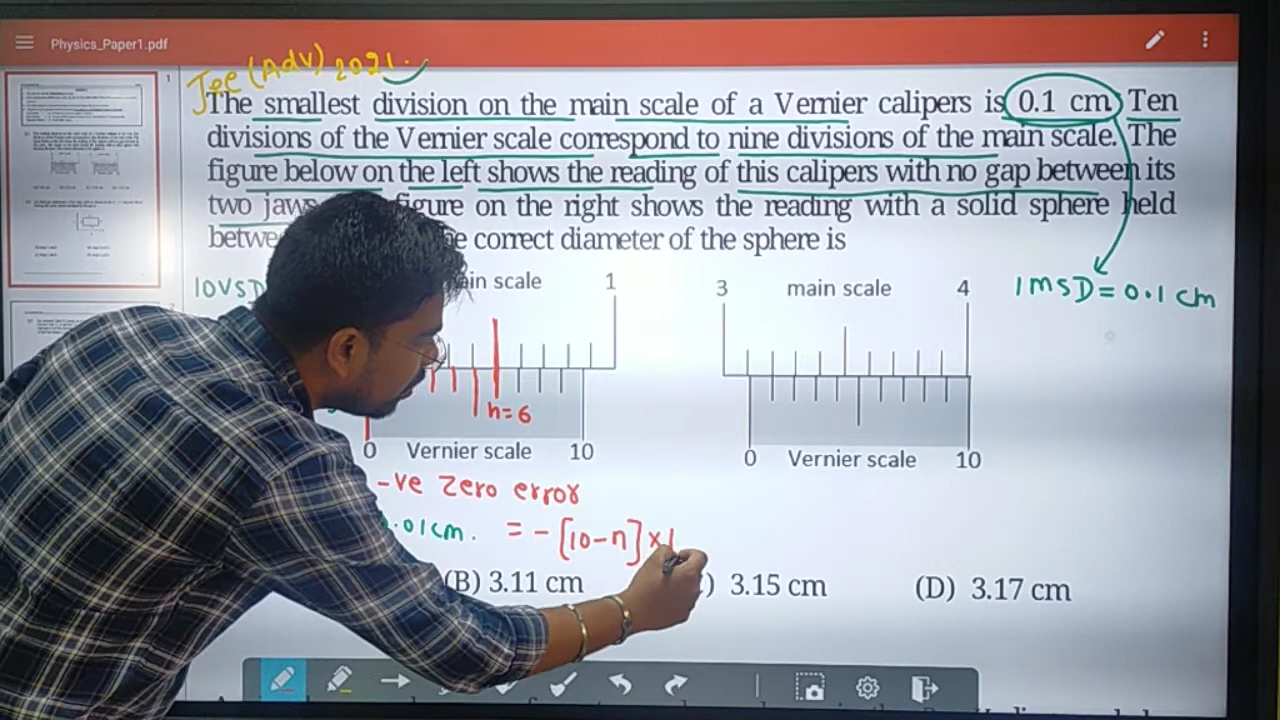 Physics_Paper1.pdf
1
Jee (Adv) 2021.
The smallest division on the main scale of a Vernier calipers is 0.1 cm. Ten
divisions of the Vernier scale correspond to nine divisions of the main scale. The
figure below on the left shows the reading of this calipers with no gap between its
two jaws figure on the right shows the reading with a solid sphere held
correct diameter of the sphere is
10VSD
scale 1
3 main scale 4
1MSD = 0.1 cm
n=6
0 Vernier scale 10
0 Vernier scale 10
-ve zero error
.01cm. = -[10-n]×
(B) 3.11 cm ) 3.15 cm (D) 3.17 cm